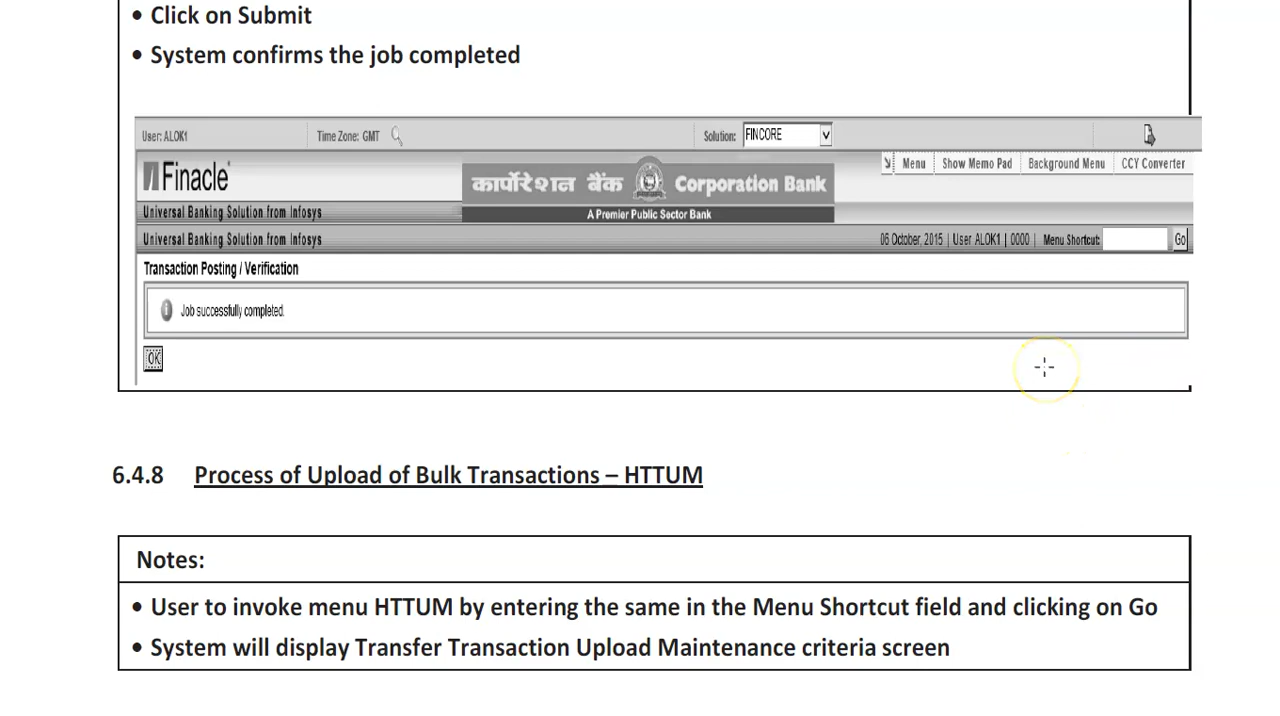 • Click on Submit
• System confirms the job completed
User: ALOK1 Time Zone: GMT Solution: FINCORE
Menu Show Memo Pad Background Menu CCY Converter
Finacle
कार्पोरेशन बैंक Corporation Bank
Universal Banking Solution from Infosys A Premier Public Sector Bank
Universal Banking Solution from Infosys 06 October, 2015 | User ALOK1 | 0000 | Menu Shortcut: Go
Transaction Posting / Verification
Job successfully completed.
OK
6.4.8 Process of Upload of Bulk Transactions – HTTUM
Notes:
• User to invoke menu HTTUM by entering the same in the Menu Shortcut field and clicking on Go
• System will display Transfer Transaction Upload Maintenance criteria screen